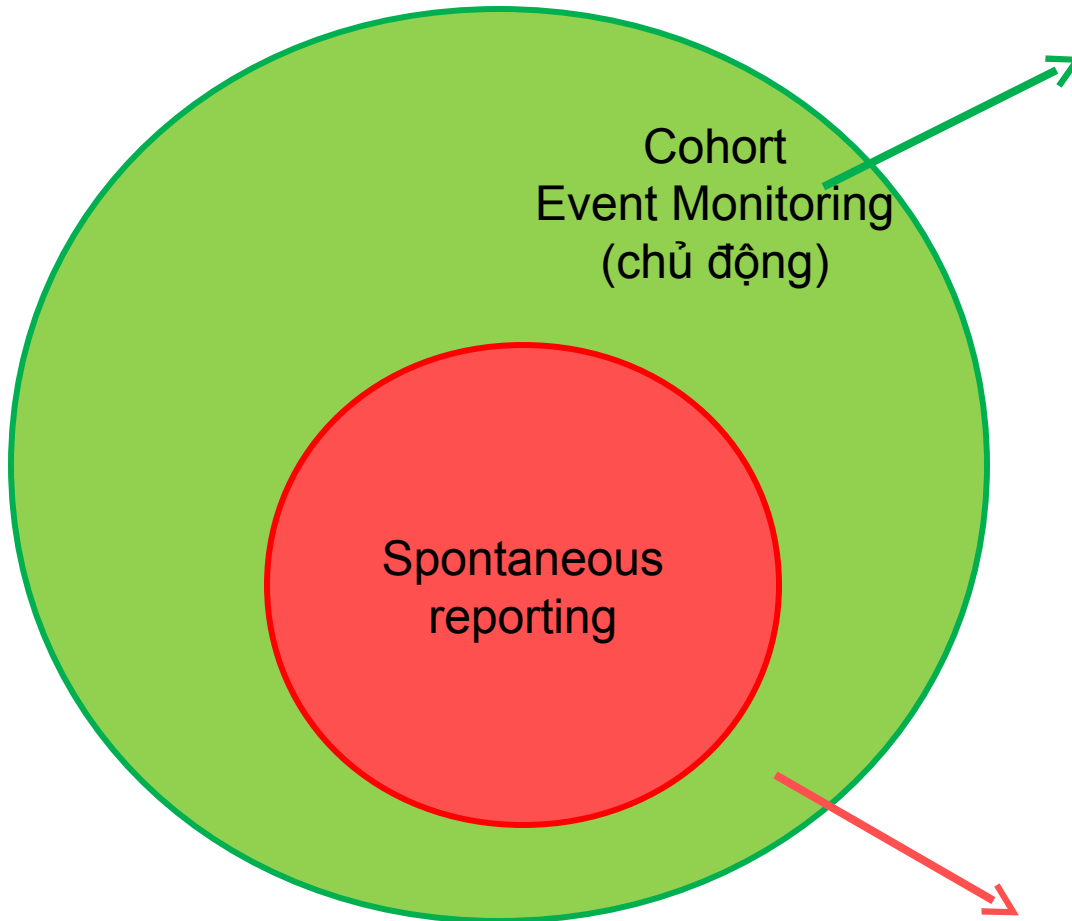 Cohort
Event Monitoring
(chủ động)
Spontaneous
reporting